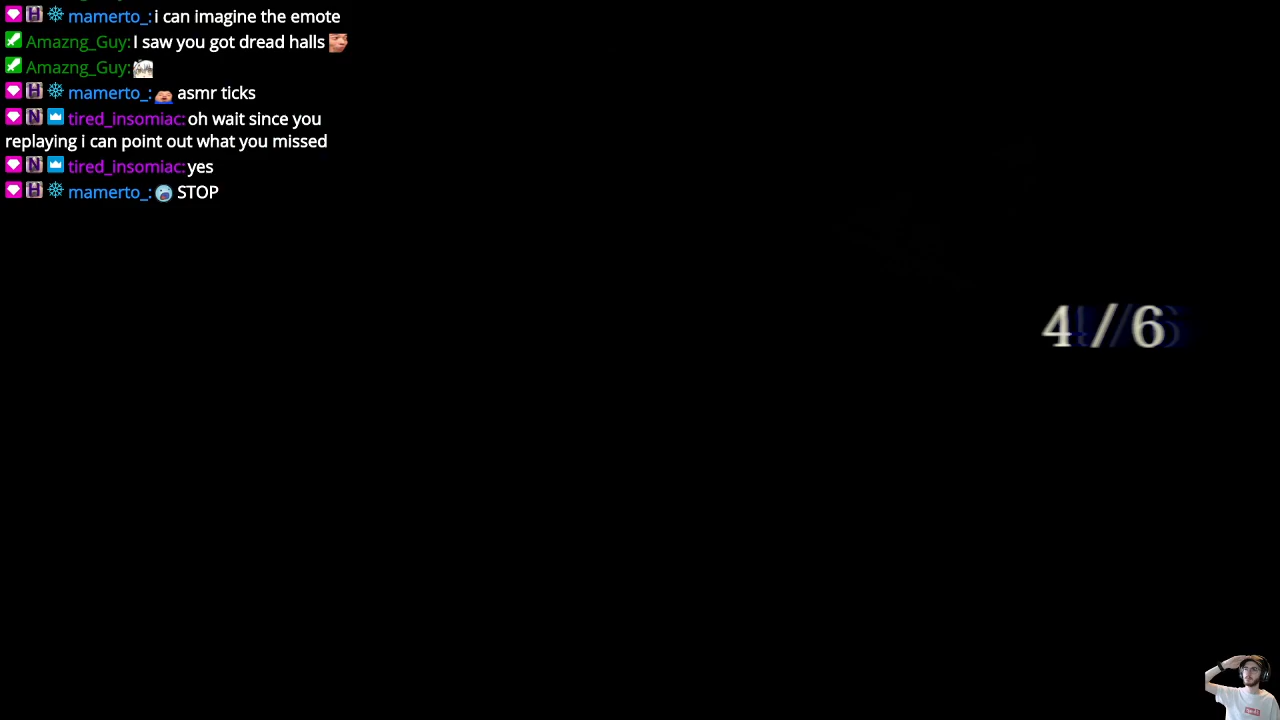 mamerto_: i can imagine the emote
Amazng_Guy: I saw you got dread halls
Amazng_Guy:
mamerto_: asmr ticks
tired_insomiac: oh wait since you
replaying i can point out what you missed
tired_insomiac: yes
mamerto_: STOP
4 // 6